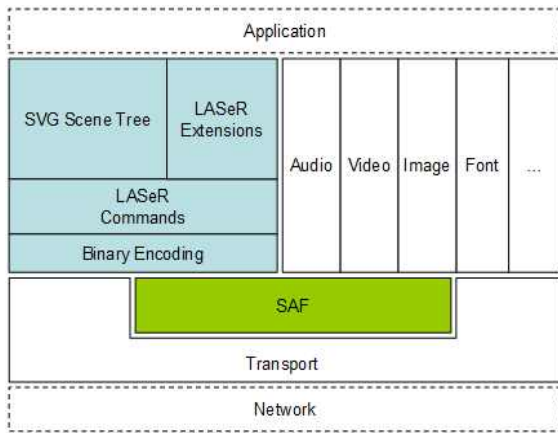 Application
SVG Scene Tree
LASeR
Extensions
LASeR
Commands
Binary Encoding
Audio
Video
Image
Font
...
SAF
Transport
Network